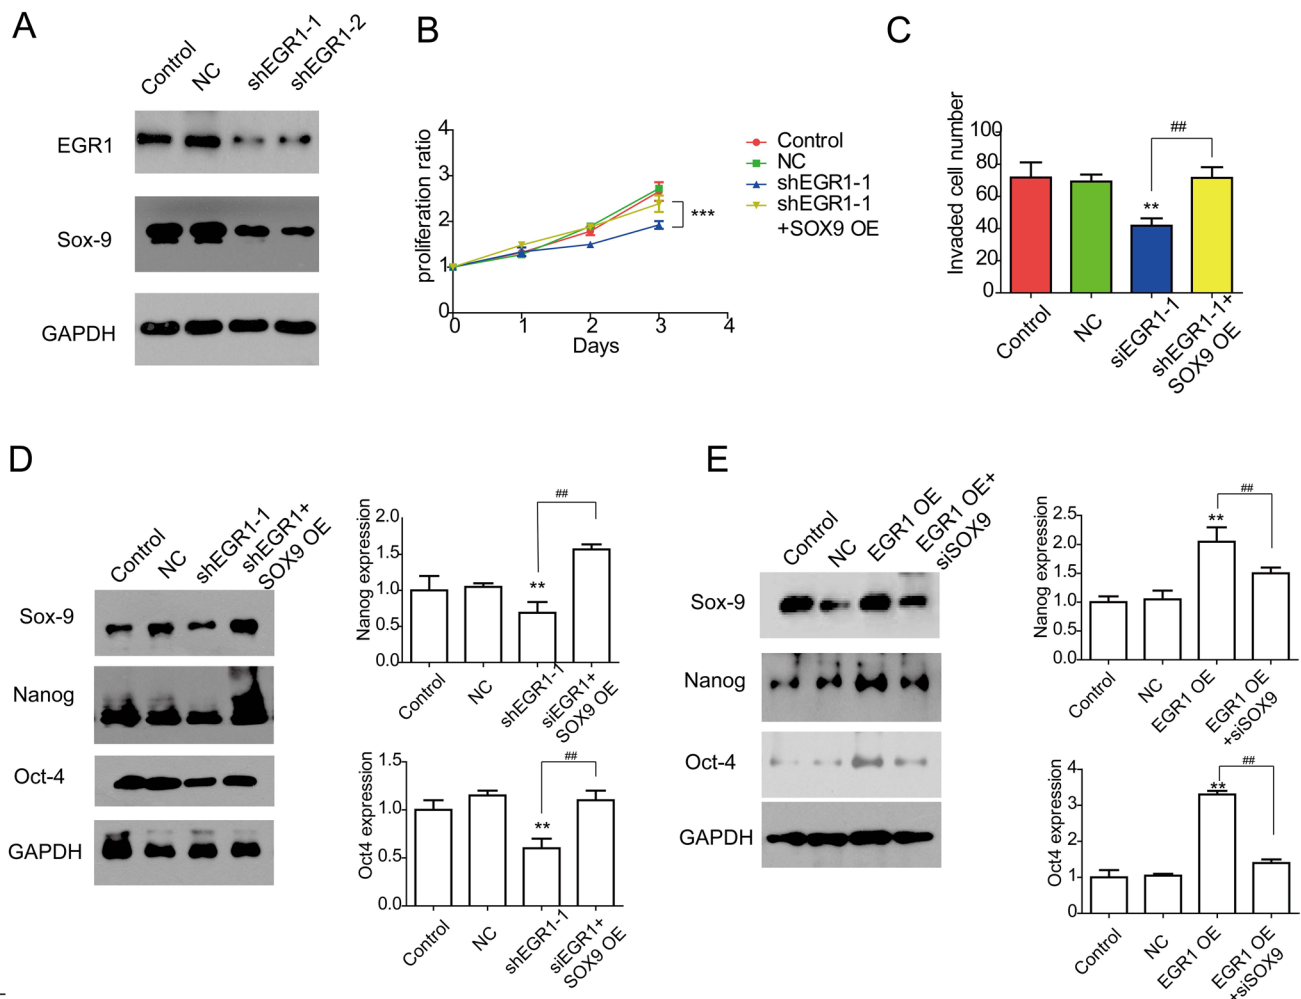 A
Control
NC
shEGR1-1
shEGR1-2
EGR1
Sox-9
GAPDH
B
proliferation ratio
4
3
2
1
0
0
1
2
3
4
Days
***
Control
NC
shEGR1-1
shEGR1-1
+SOX9 OE
C
Invaded cell number
100
80
60
40
20
0
**
##
Control
NC
siEGR1-1
shEGR1-1+
SOX9 OE
D
Control
NC
shEGR1-1
shEGR1+
SOX9 OE
Sox-9
Nanog
Oct-4
GAPDH
Nanog expression
2.0
1.5
1.0
0.5
0.0
**
##
Control
NC
shEGR1-1
siEGR1+
SOX9 OE
Oct4 expression
1.5
1.0
0.5
0.0
**
##
Control
NC
shEGR1-1
siEGR1+
SOX9 OE
E
Control
NC
EGR1 OE
EGR1 OE+
siSOX9
Sox-9
Nanog
Oct-4
GAPDH
Nanog expression
2.5
2.0
1.5
1.0
0.5
0.0
**
##
Control
NC
EGR1 OE
EGR1 OE
+siSOX9
Oct4 expression
4
3
2
1
0
**
##
Control
NC
EGR1 OE
EGR1 OE
+siSOX9